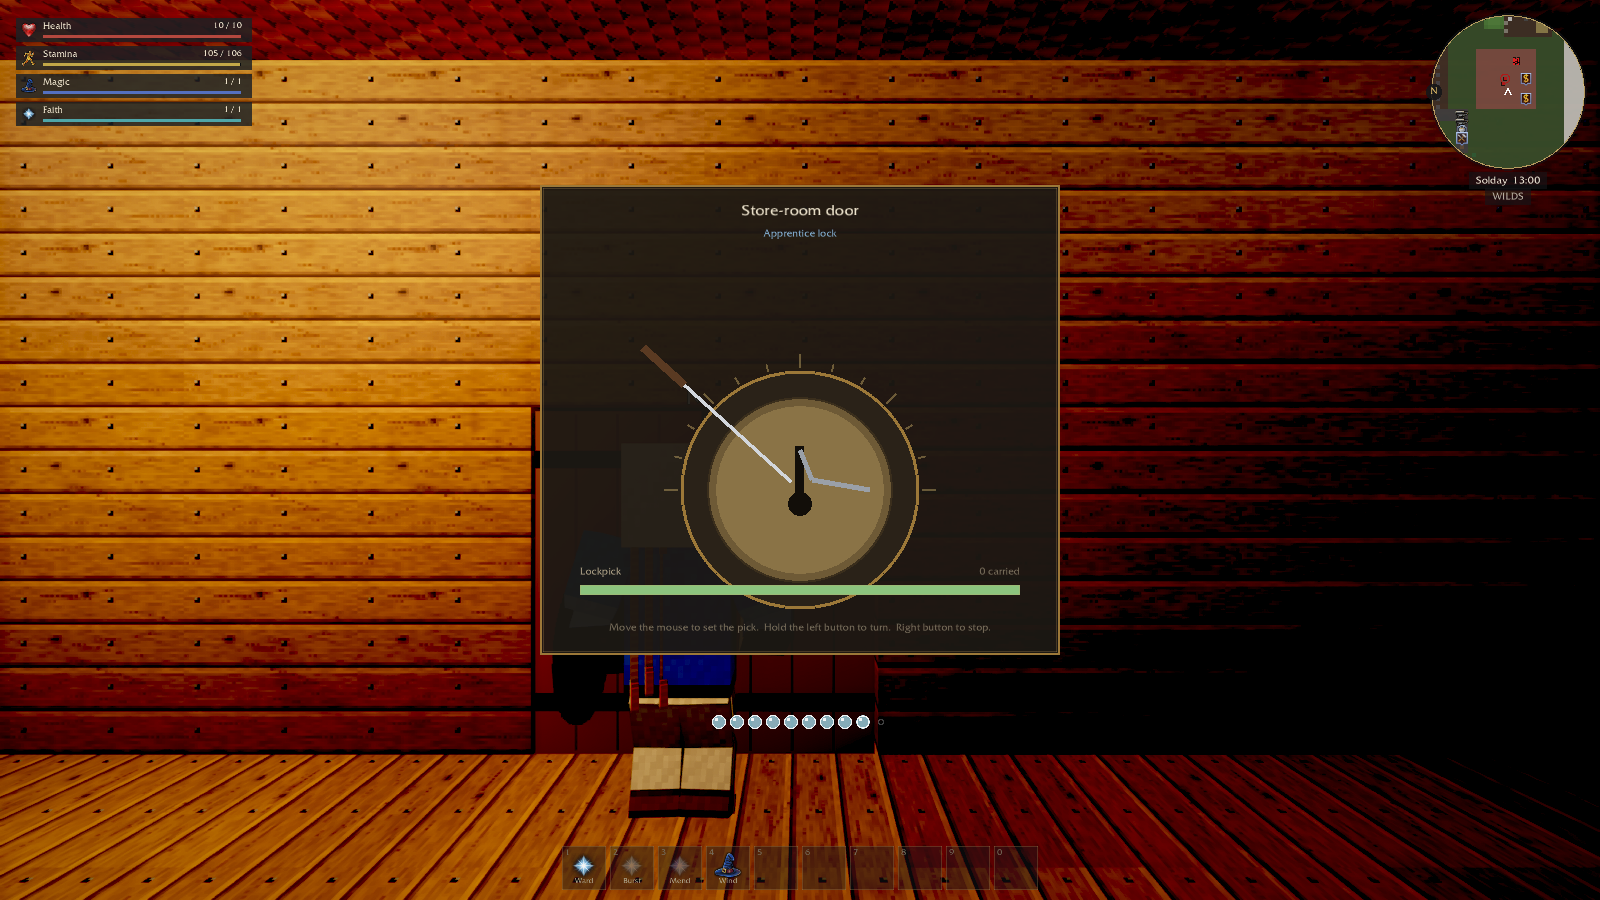 Health 10 / 10
Stamina 105 / 106
Magic 1 / 1
Faith 1 / 1
N
Solday 13:00
WILDS
Store-room door
Apprentice lock
Lockpick 0 carried
Move the mouse to set the pick. Hold the left button to turn. Right button to stop.
1 2 3 4 5 6 7 8 9 0
Ward Burst Mend Wind